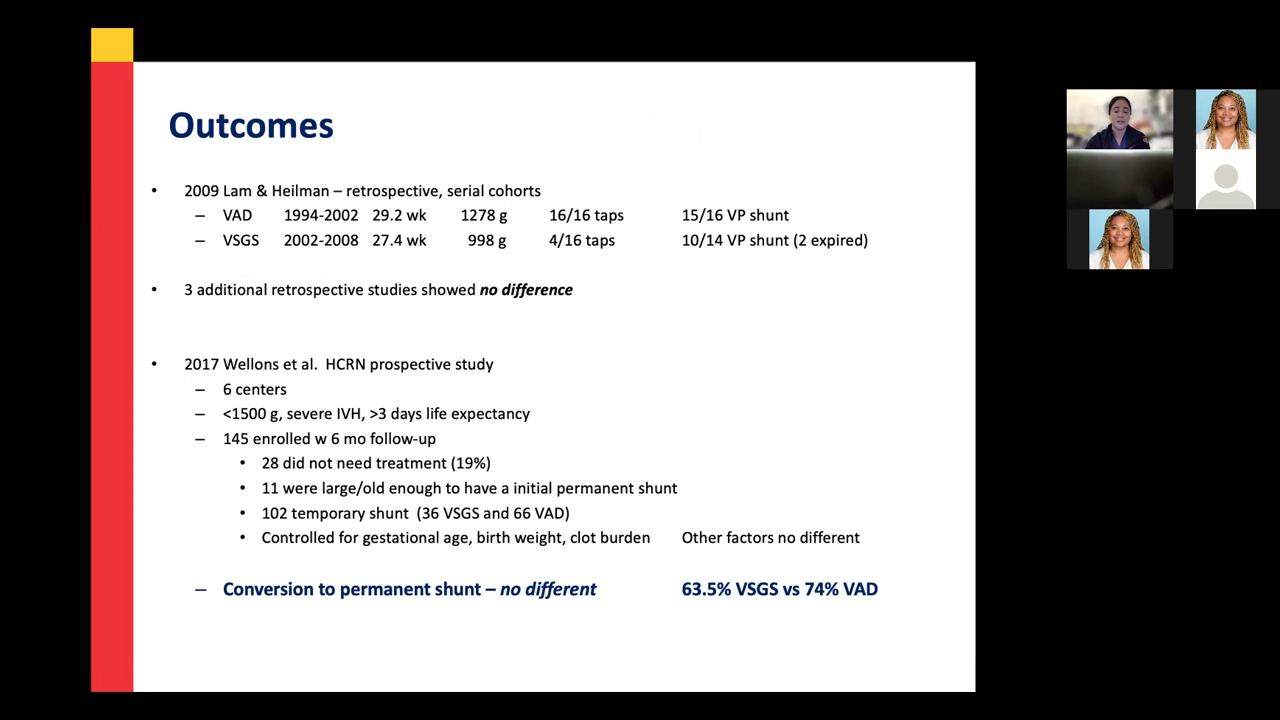 Outcomes
• 2009 Lam & Heilman – retrospective, serial cohorts
– VAD 1994-2002 29.2 wk 1278 g 16/16 taps 15/16 VP shunt
– VSGS 2002-2008 27.4 wk 998 g 4/16 taps 10/14 VP shunt (2 expired)
• 3 additional retrospective studies showed no difference
• 2017 Wellons et al. HCRN prospective study
– 6 centers
– <1500 g, severe IVH, >3 days life expectancy
– 145 enrolled w 6 mo follow-up
• 28 did not need treatment (19%)
• 11 were large/old enough to have a initial permanent shunt
• 102 temporary shunt (36 VSGS and 66 VAD)
• Controlled for gestational age, birth weight, clot burden Other factors no different
– Conversion to permanent shunt – no different 63.5% VSGS vs 74% VAD